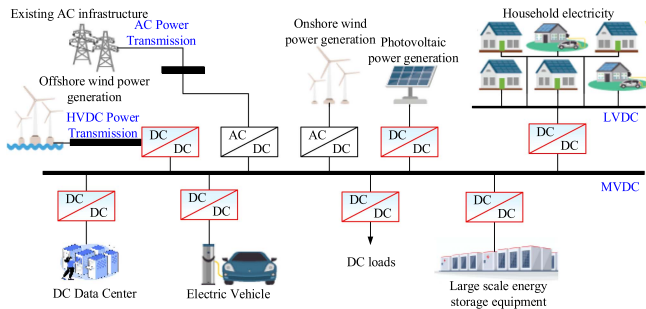 Existing AC infrastructure
AC Power
Transmission
Onshore wind
power generation
Photovoltaic
power generation
Household electricity
Offshore wind power
generation
HVDC Power
Transmission
LVDC
DC
DC
AC
DC
AC
DC
DC
DC
DC
DC
MVDC
DC
DC
DC
DC
DC
DC
DC
DC
DC Data Center
Electric Vehicle
DC loads
Large scale energy
storage equipment